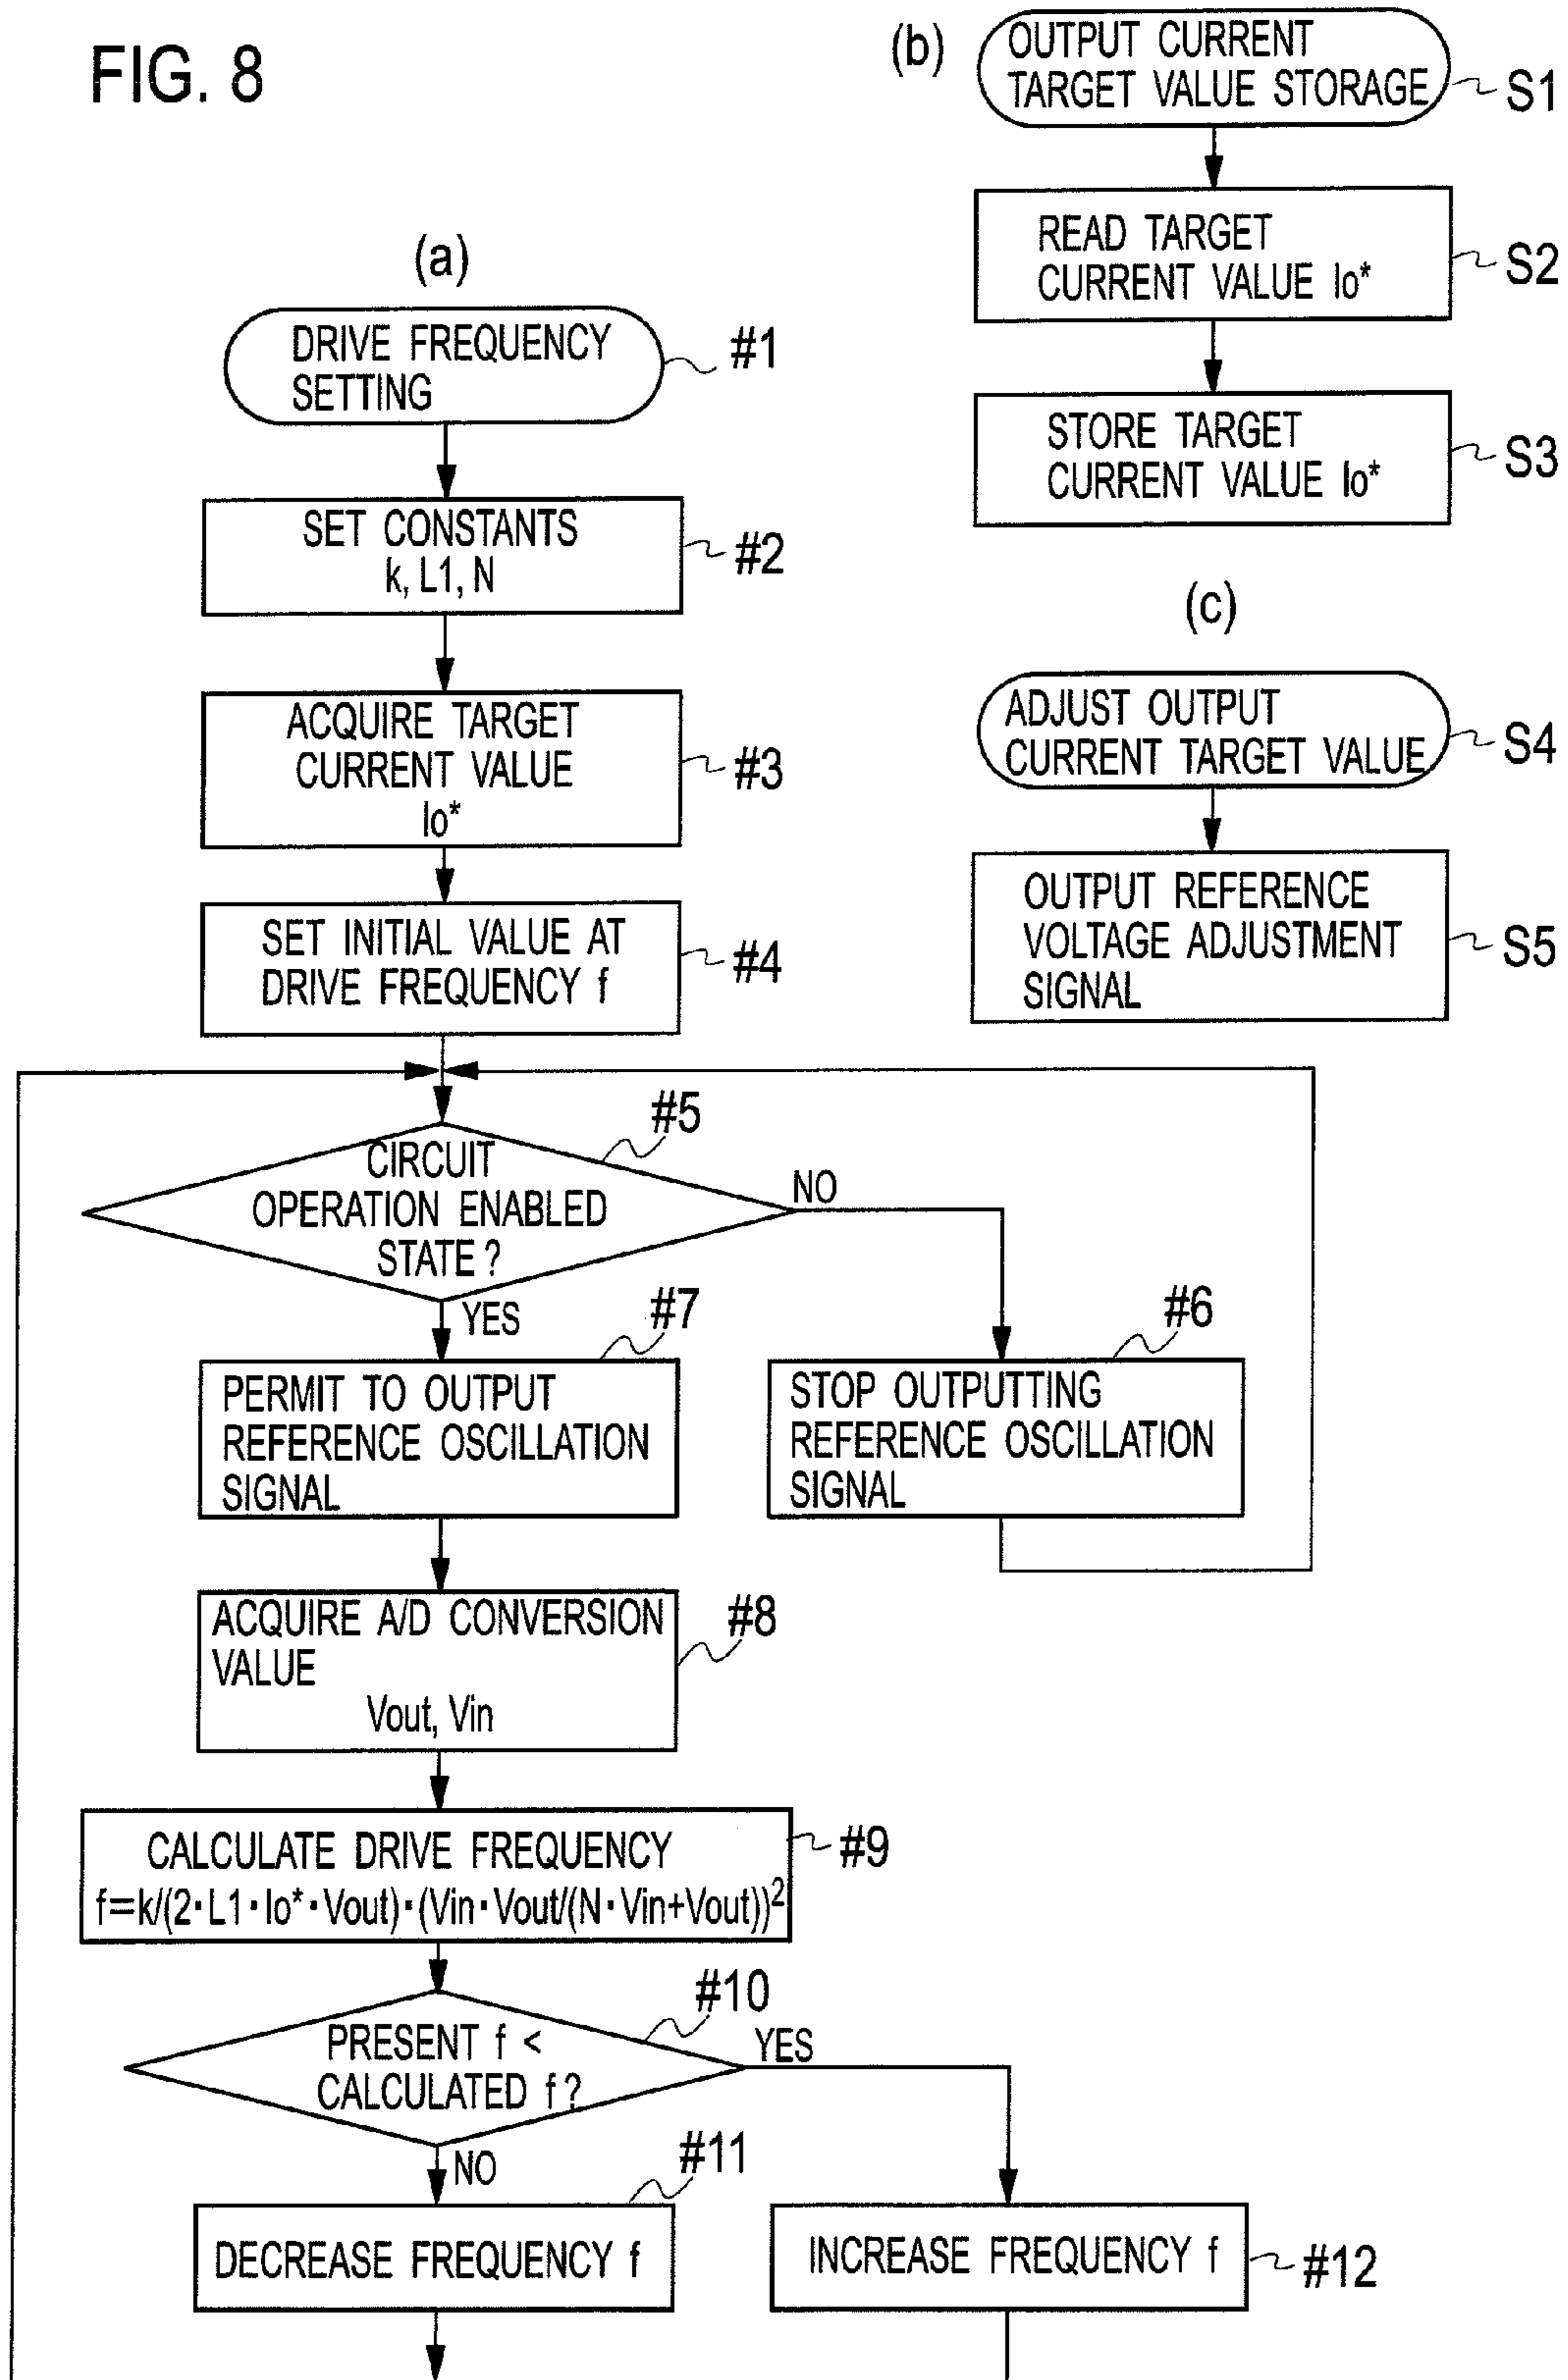 FIG. 8
(a)
DRIVE FREQUENCY
SETTING
#1
SET CONSTANTS
k, L1, N
#2
ACQUIRE TARGET
CURRENT VALUE
Io*
#3
SET INITIAL VALUE AT
DRIVE FREQUENCY f
#4
#5
CIRCUIT
OPERATION ENABLED
STATE?
NO
YES
#7
PERMIT TO OUTPUT
REFERENCE OSCILLATION
SIGNAL
#6
STOP OUTPUTTING
REFERENCE OSCILLATION
SIGNAL
ACQUIRE A/D CONVERSION
VALUE
Vout, Vin
#8
CALCULATE DRIVE FREQUENCY
f=k/(2·L1·Io*·Vout)·(Vin·Vout/(N·Vin+Vout))²
#9
#10
PRESENT f <
CALCULATED f?
YES
NO
#11
DECREASE FREQUENCY f
INCREASE FREQUENCY f
#12
(b)
OUTPUT CURRENT
TARGET VALUE STORAGE
S1
READ TARGET
CURRENT VALUE Io*
S2
STORE TARGET
CURRENT VALUE Io*
S3
(c)
ADJUST OUTPUT
CURRENT TARGET VALUE
S4
OUTPUT REFERENCE
VOLTAGE ADJUSTMENT
SIGNAL
S5